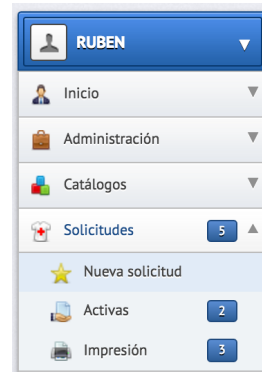 RUBEN
Inicio
Administración
Catálogos
Solicitudes 5
Nueva solicitud
Activas 2
Impresión 3